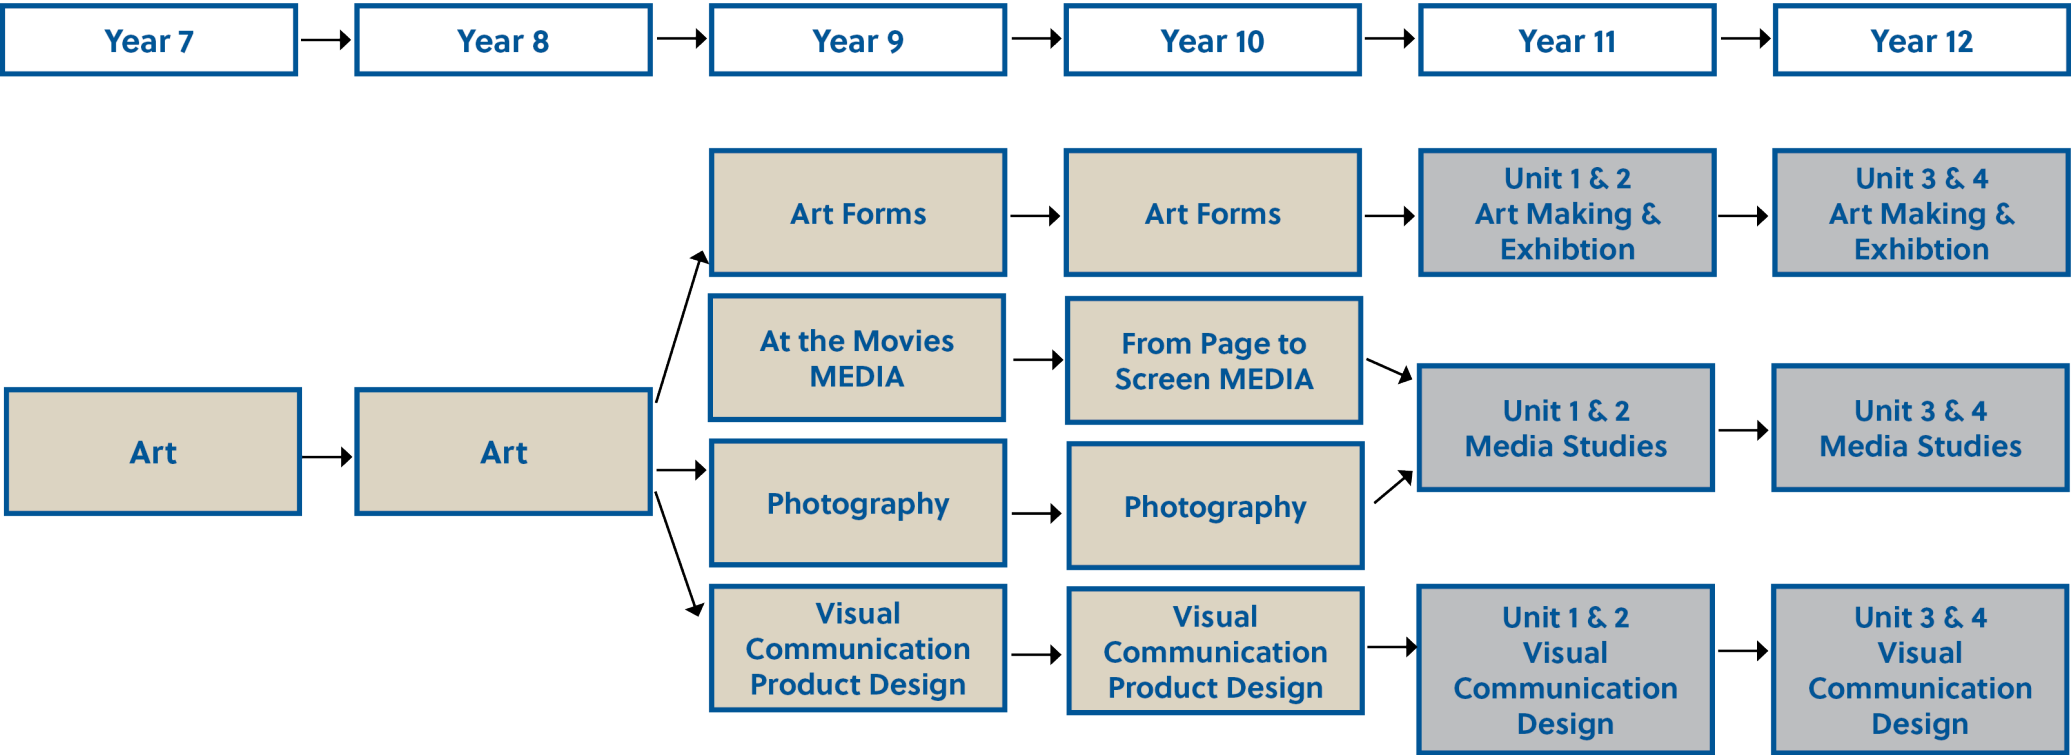 Year 7
Year 8
Year 9
Year 10
Year 11
Year 12
Art
Art
Art Forms
Art Forms
Unit 1 & 2
Art Making &
Exhibtion
Unit 3 & 4
Art Making &
Exhibtion
At the Movies
MEDIA
From Page to
Screen MEDIA
Unit 1 & 2
Media Studies
Unit 3 & 4
Media Studies
Photography
Photography
Visual
Communication
Product Design
Visual
Communication
Product Design
Unit 1 & 2
Visual
Communication
Design
Unit 3 & 4
Visual
Communication
Design